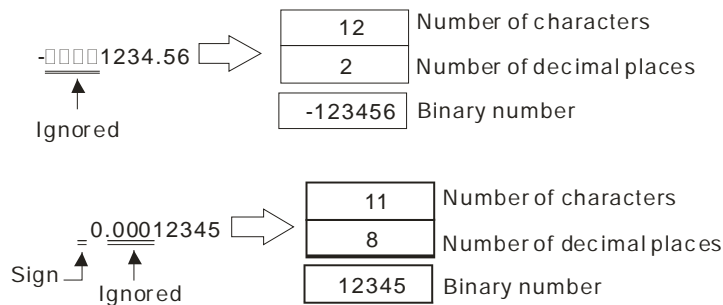 12 Number of characters
-□□□□1234.56
2 Number of decimal places
-123456 Binary number
Ignored
11 Number of characters
0.00012345
8 Number of decimal places
Sign
Ignored
12345 Binary number